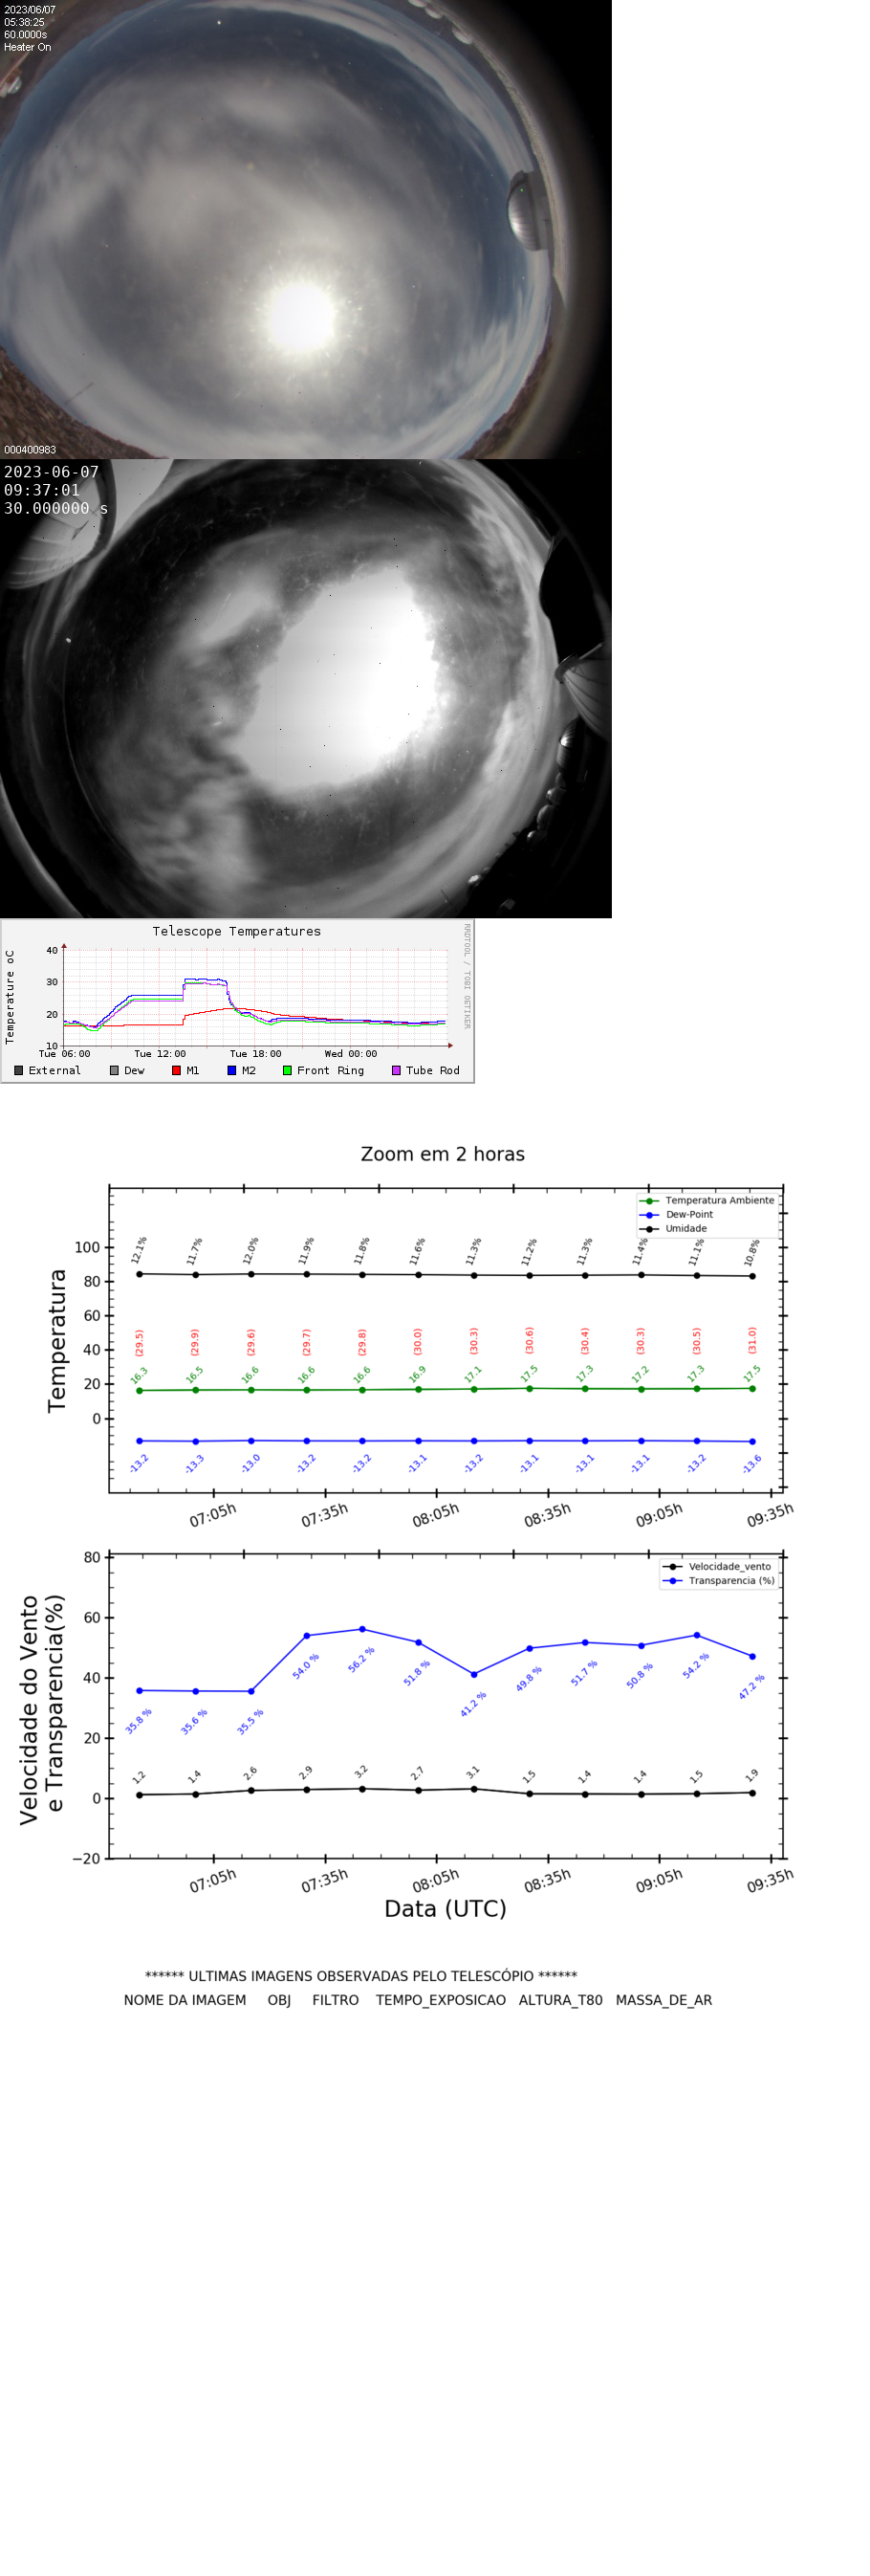 2023/06/07
05:38:25
60.0000s
Heater On
000400983
2023-06-07
09:37:01
30.000000 s
Telescope Temperatures
RRDTOOL / TOBI OETIKER
Temperature oC
40
30
20
10
Tue 06:00 Tue 12:00 Tue 18:00 Wed 00:00
External Dew M1 M2 Front Ring Tube Rod
Zoom em 2 horas
Temperatura Ambiente
Dew-Point
Umidade
Temperatura
100
80
60
40
20
0
12.1% 11.7% 12.0% 11.9% 11.8% 11.6% 11.3% 11.2% 11.3% 11.4% 11.1% 10.8%
(29.5) (29.9) (29.6) (29.7) (29.8) (30.0) (30.3) (30.6) (30.4) (30.3) (30.5) (31.0)
16.3 16.5 16.6 16.6 16.6 16.9 17.1 17.5 17.3 17.2 17.3 17.5
-13.2 -13.3 -13.0 -13.2 -13.2 -13.1 -13.2 -13.1 -13.1 -13.1 -13.2 -13.6
07:05h 07:35h 08:05h 08:35h 09:05h 09:35h
Velocidade_vento
Transparencia (%)
Velocidade do Vento
e Transparencia(%)
80
60
40
20
0
−20
35.8 % 35.6 % 35.5 % 54.0 % 56.2 % 51.8 % 41.2 % 49.8 % 51.7 % 50.8 % 54.2 % 47.2 %
1.2 1.4 2.6 2.9 3.2 2.7 3.1 1.5 1.4 1.4 1.5 1.9
07:05h 07:35h 08:05h 08:35h 09:05h 09:35h
Data (UTC)
****** ULTIMAS IMAGENS OBSERVADAS PELO TELESCÓPIO ******
NOME DA IMAGEM OBJ FILTRO TEMPO_EXPOSICAO ALTURA_T80 MASSA_DE_AR